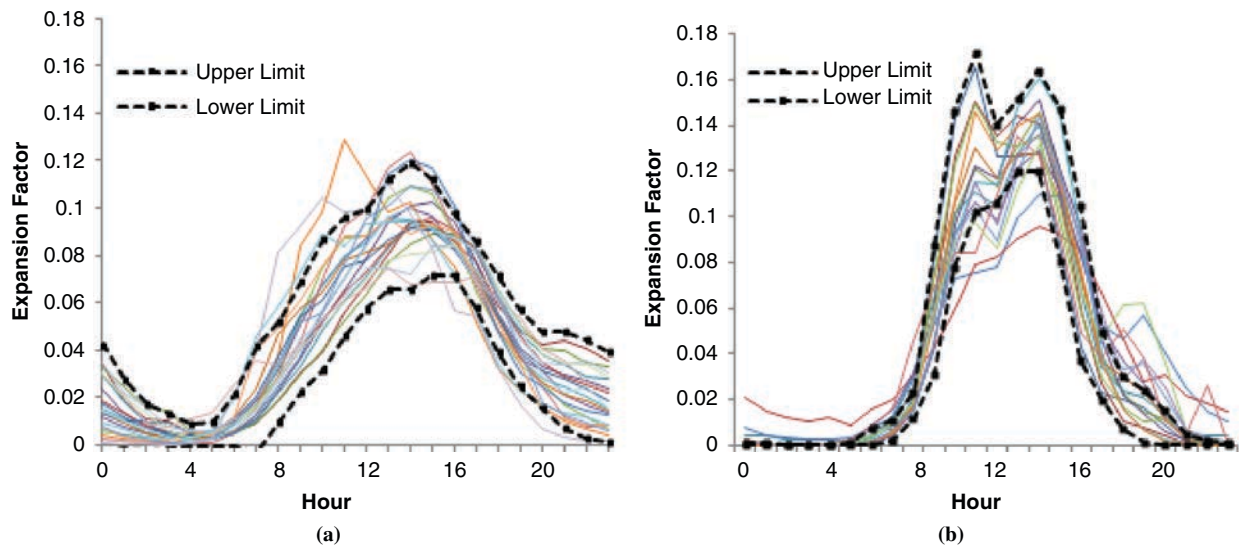 0.18
0.16
0.14
0.12
0.1
0.08
0.06
0.04
0.02
0
Expansion Factor
Upper Limit
Lower Limit
0 4 8 12 16 20
Hour
(a)
0.18
0.16
0.14
0.12
0.1
0.08
0.06
0.04
0.02
0
Expansion Factor
Upper Limit
Lower Limit
0 4 8 12 16 20
Hour
(b)